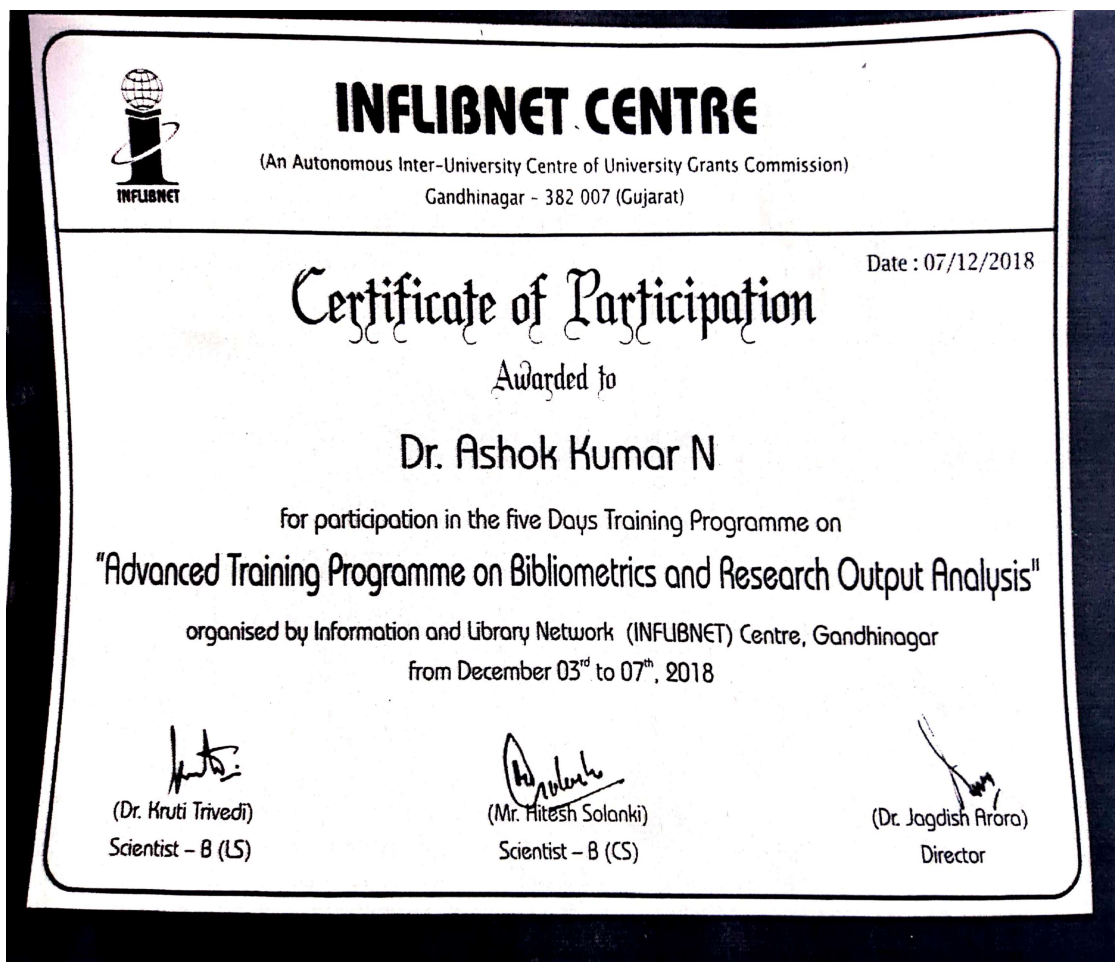 INFLIBNET CENTRE
(An Autonomous Inter-University Centre of University Grants Commission)
Gandhinagar - 382 007 (Gujarat)
INFLIBNET
Date : 07/12/2018
Certificate of Participation
Awarded to
Dr. Ashok Kumar N
for participation in the five Days Training Programme on
"Advanced Training Programme on Bibliometrics and Research Output Analysis"
organised by Information and Library Network (INFLIBNET) Centre, Gandhinagar
from December 03rd to 07th, 2018
(Dr. Kruti Trivedi) (Mr. Hitesh Solanki) (Dr. Jagdish Arora)
Scientist – B (LS) Scientist – B (CS) Director